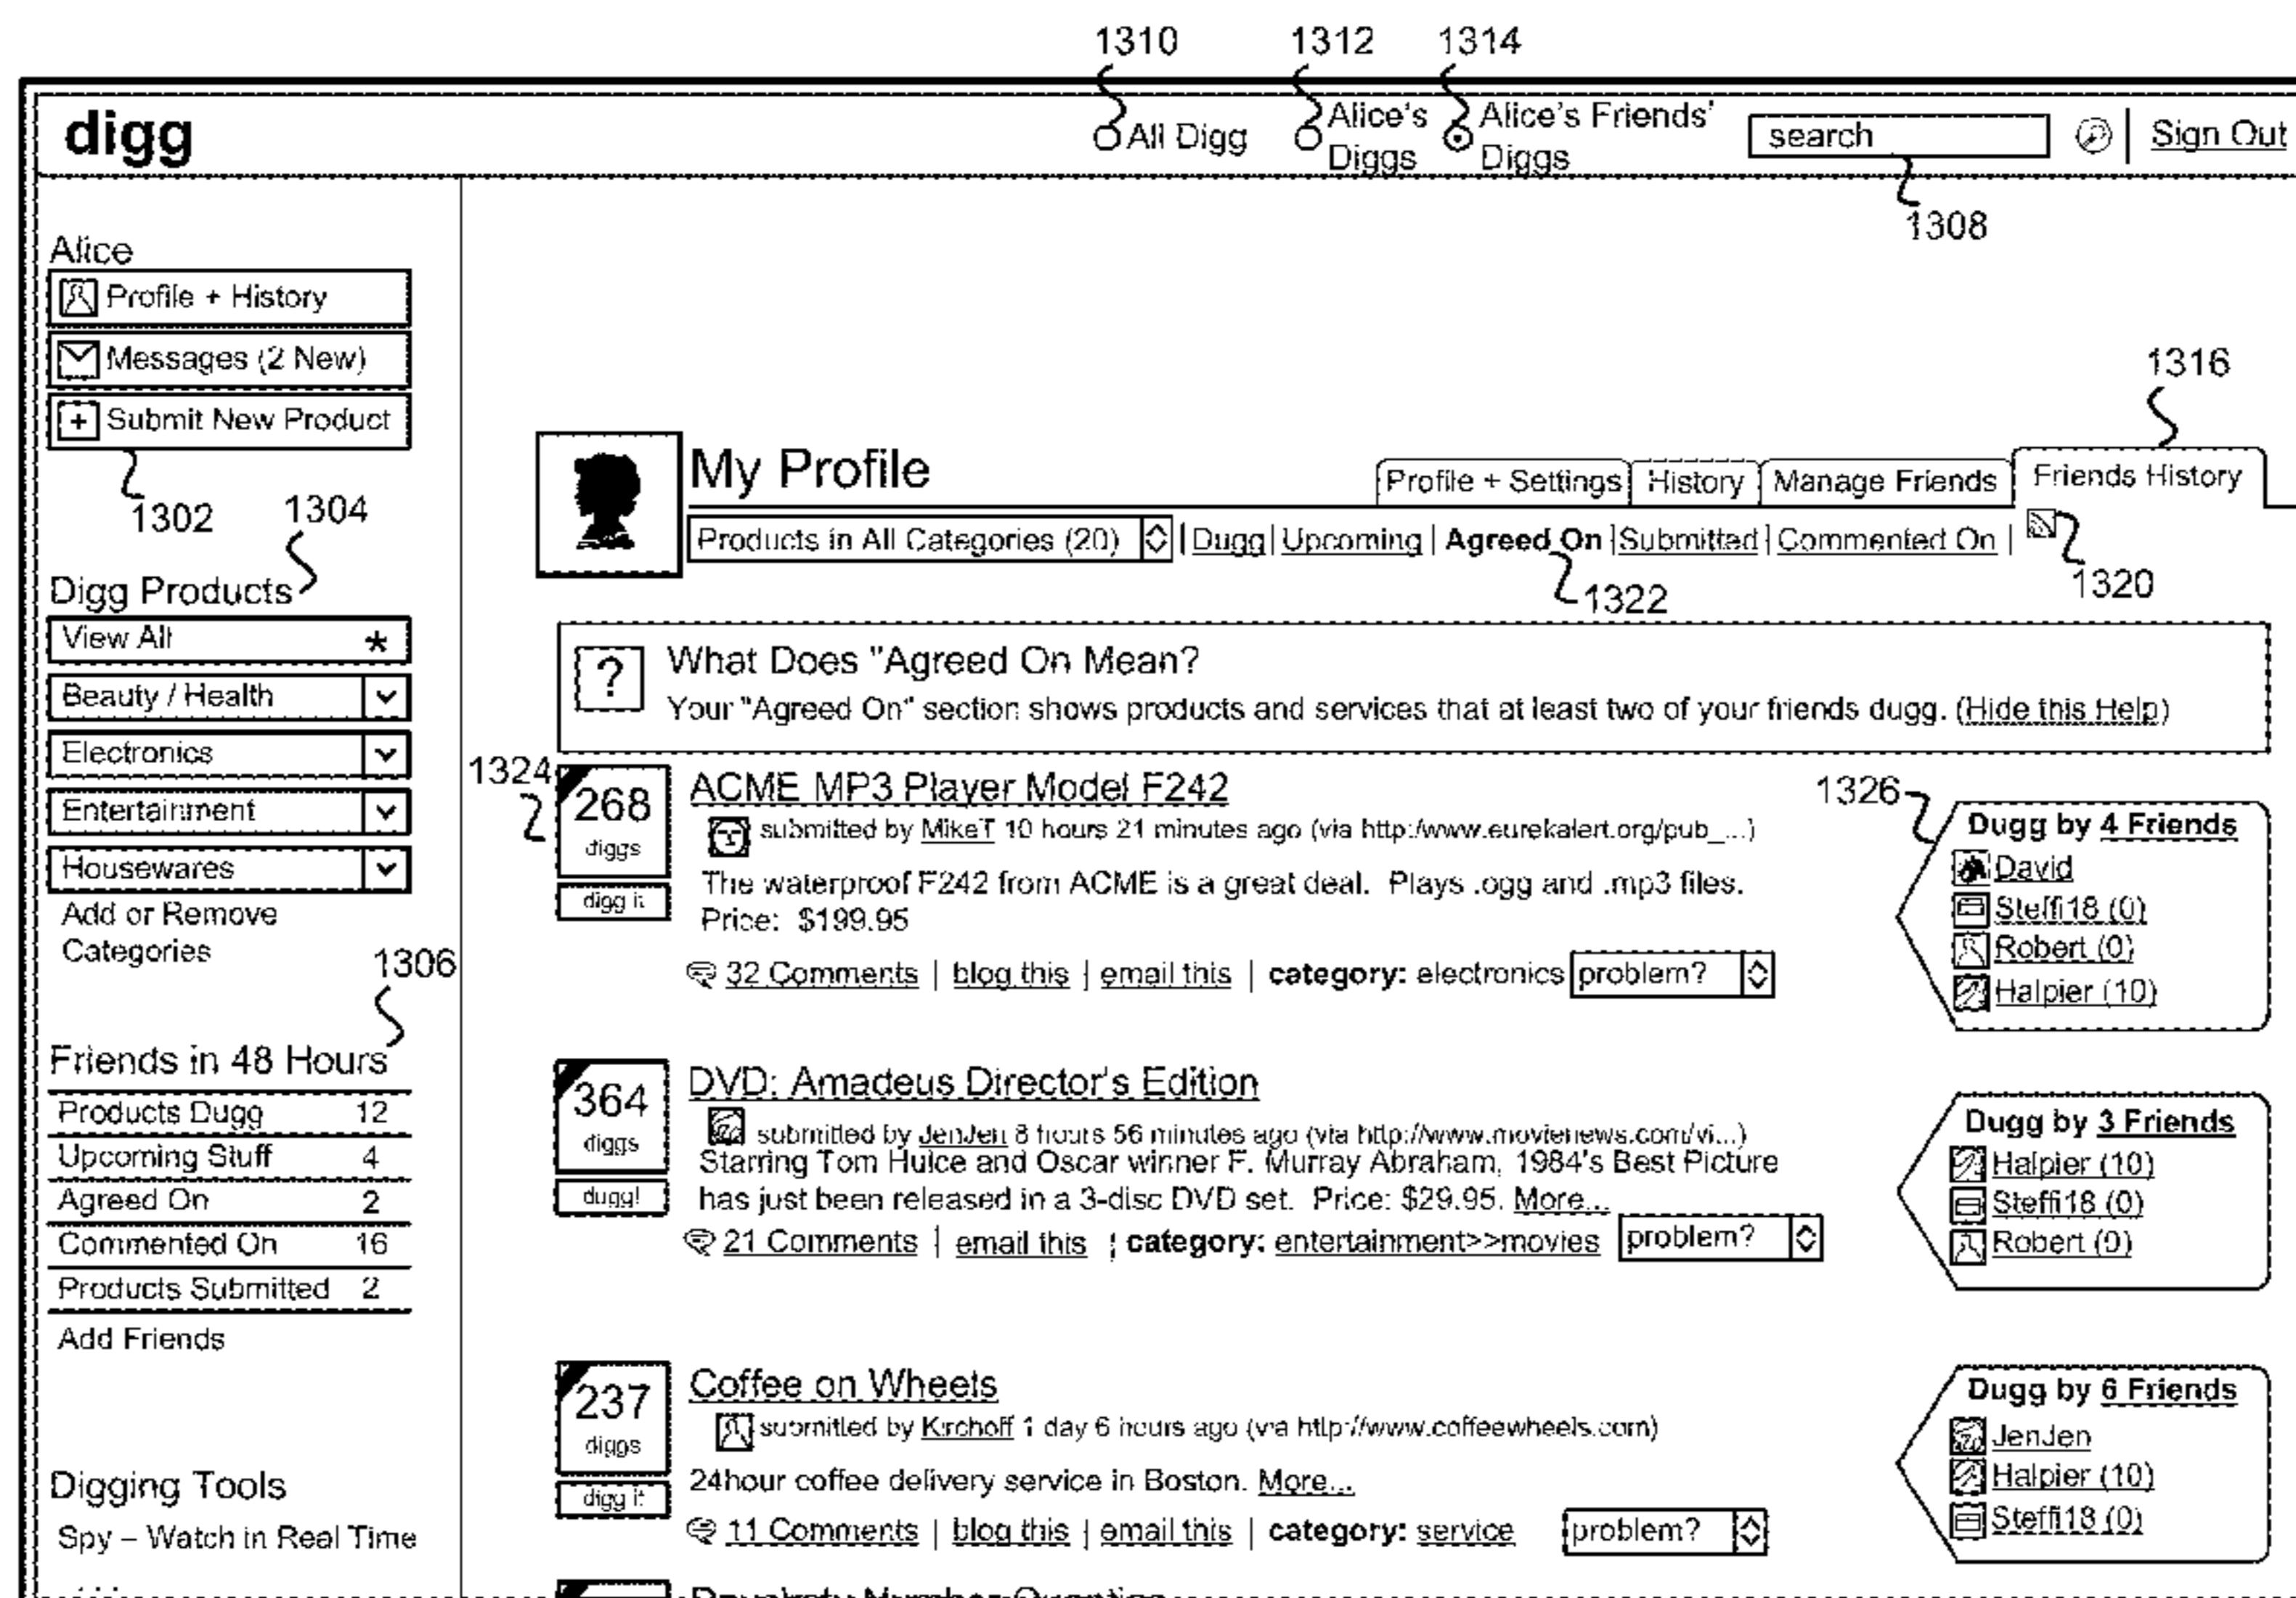 1310 1312 1314
digg
All Digg
Alice's Diggs
Alice's Friends' Diggs
search
Sign Out
1308
Alice
Profile + History
Messages (2 New)
Submit New Product
1302
1304
Digg Products
View All *
Beauty / Health
Electronics
Entertainment
Housewares
Add or Remove
Categories
1306
Friends in 48 Hours
Products Dugg 12
Upcoming Stuff 4
Agreed On 2
Commented On 16
Products Submitted 2
Add Friends
Digging Tools
Spy – Watch in Real Time
1316
My Profile
Profile + Settings History Manage Friends Friends History
Products in All Categories (20) | Dugg | Upcoming | Agreed On | Submitted | Commented On |
1320
1322
? What Does "Agreed On Mean?
Your "Agreed On" section shows products and services that at least two of your friends dugg. (Hide this Help)
1324
268
diggs
digg it
ACME MP3 Player Model F242
submitted by MikeT 10 hours 21 minutes ago (via http:/www.eurekalert.org/pub_...)
The waterproof F242 from ACME is a great deal. Plays .ogg and .mp3 files.
Price: $199.95
32 Comments | blog this | email this | category: electronics problem?
1326
Dugg by 4 Friends
David
Steffi18 (0)
Robert (0)
Halpier (10)
364
diggs
dugg!
DVD: Amadeus Director's Edition
submitted by JenJen 8 hours 56 minutes ago (via http://www.movienews.com/vi...)
Starring Tom Hulce and Oscar winner F. Murray Abraham, 1984's Best Picture
has just been released in a 3-disc DVD set. Price: $29.95. More...
21 Comments | email this | category: entertainment>>movies problem?
Dugg by 3 Friends
Halpier (10)
Steffi18 (0)
Robert (0)
237
diggs
digg it
Coffee on Wheels
submitted by Kirchoff 1 day 6 hours ago (via http://www.coffeewheels.com)
24hour coffee delivery service in Boston. More...
11 Comments | blog this | email this | category: service problem?
Dugg by 6 Friends
JenJen
Halpier (10)
Steffi18 (0)